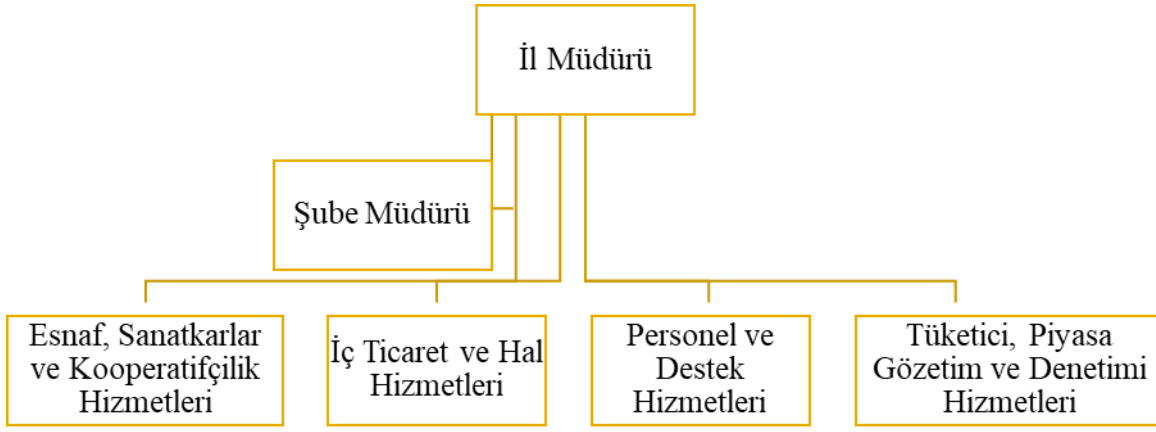 İl Müdürü
Şube Müdürü
Esnaf, Sanatkarlar
ve Kooperatifçilik
Hizmetleri
İç Ticaret ve Hal
Hizmetleri
Personel ve
Destek
Hizmetleri
Tüketici, Piyasa
Gözetim ve Denetimi
Hizmetleri